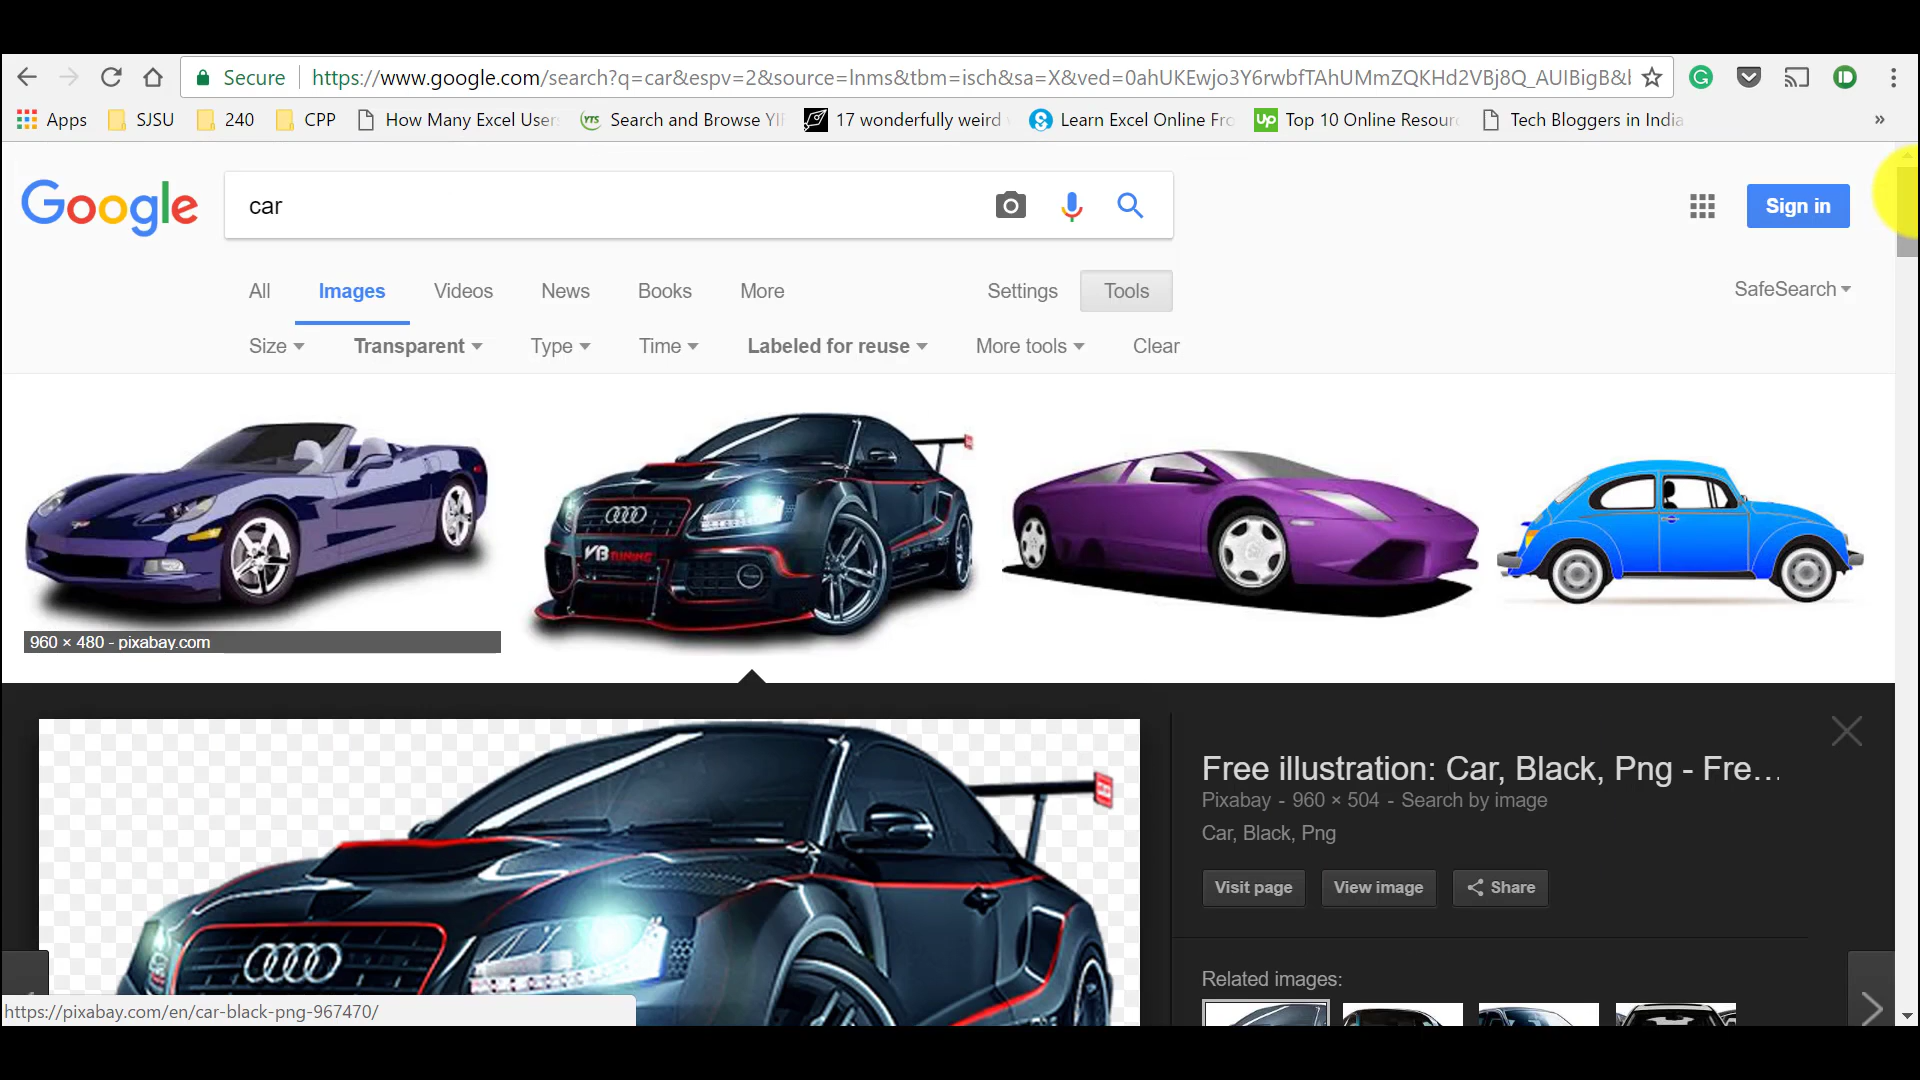 Secure https://www.google.com/search?q=car&espv=2&source=lnms&tbm=isch&sa=X&ved=0ahUKEwjo3Y6rwbfTAhUMmZQKHd2VBj8Q_AUIBigB&
Apps SJSU 240 CPP How Many Excel Users Search and Browse YIF 17 wonderfully weird Learn Excel Online Fro Top 10 Online Resour Tech Bloggers in India »
Google car Sign in
All Images Videos News Books More Settings Tools SafeSearch
Size Transparent Type Time Labeled for reuse More tools Clear
TUNING
960 × 480 - pixabay.com
Free illustration: Car, Black, Png - Fre...
Pixabay - 960 × 504 - Search by image
Car, Black, Png
Visit page View image Share
Related images:
https://pixabay.com/en/car-black-png-967470/